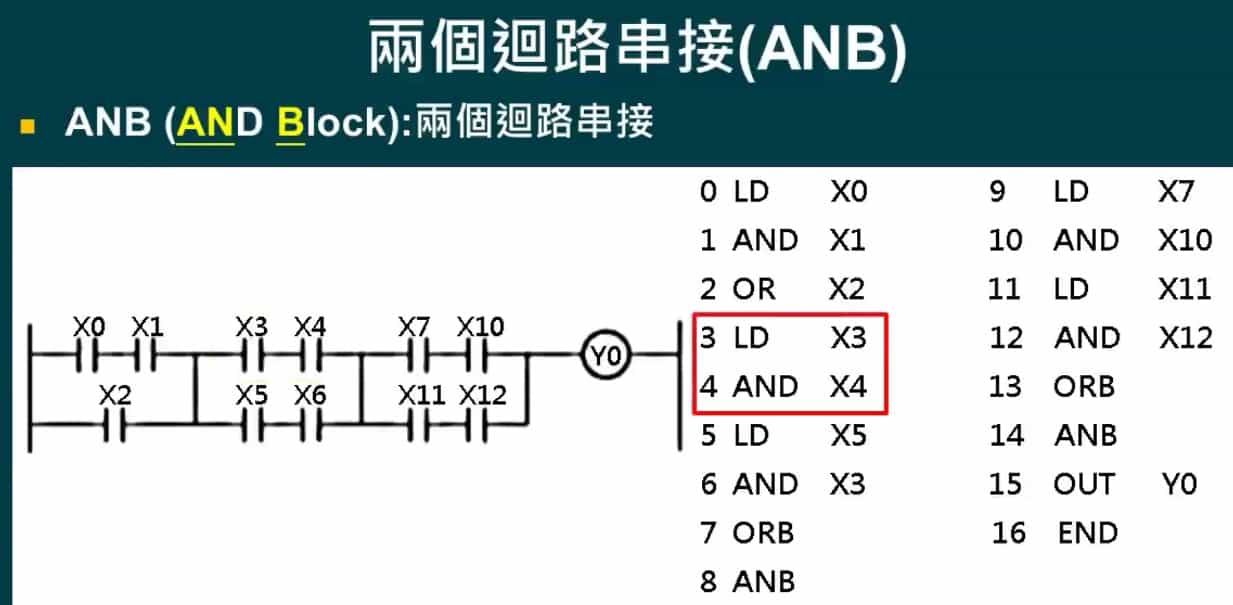 兩個迴路串接(ANB)
ANB (AND Block):兩個迴路串接
X0 X1 X3 X4 X7 X10
Y0
X2 X5 X6 X11 X12
0 LD X0
1 AND X1
2 OR X2
3 LD X3
4 AND X4
5 LD X5
6 AND X3
7 ORB
8 ANB
9 LD X7
10 AND X10
11 LD X11
12 AND X12
13 ORB
14 ANB
15 OUT Y0
16 END